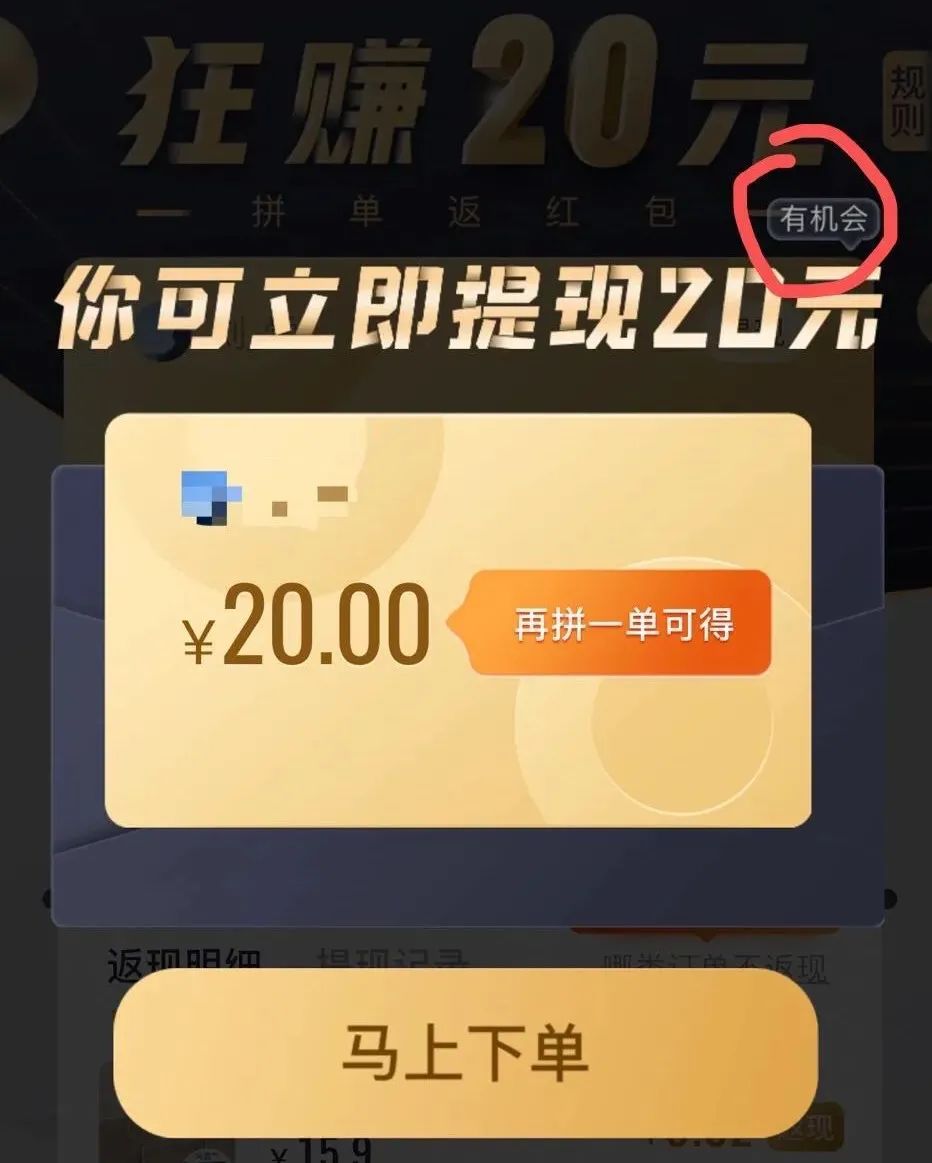 狂赚20元
规则
拼单返红包
有机会
你可立即提现20元
¥20.00
再拼一单可得
返现明细
提现记录
哪类订单不返现
马上下单
¥15.9
返现